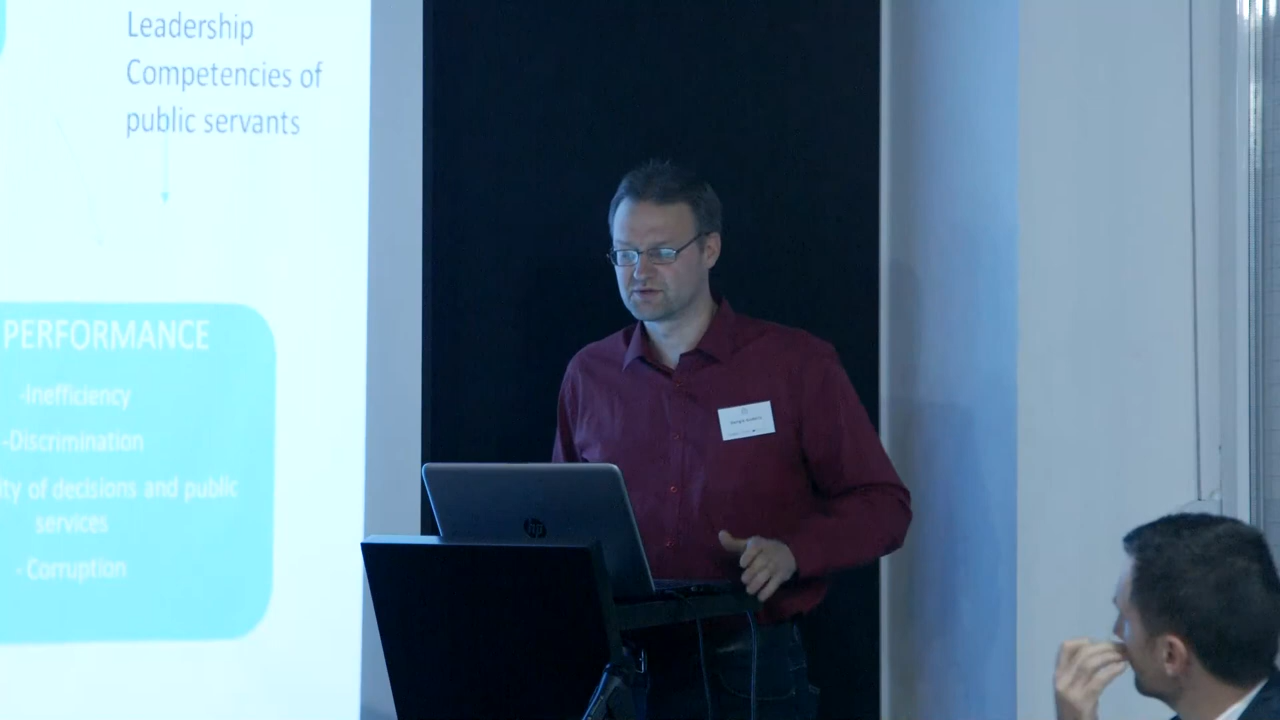 Leadership
Competencies of
public servants
PERFORMANCE
-Inefficiency
-Discrimination
ity of decisions and public
services
- Corruption
hp